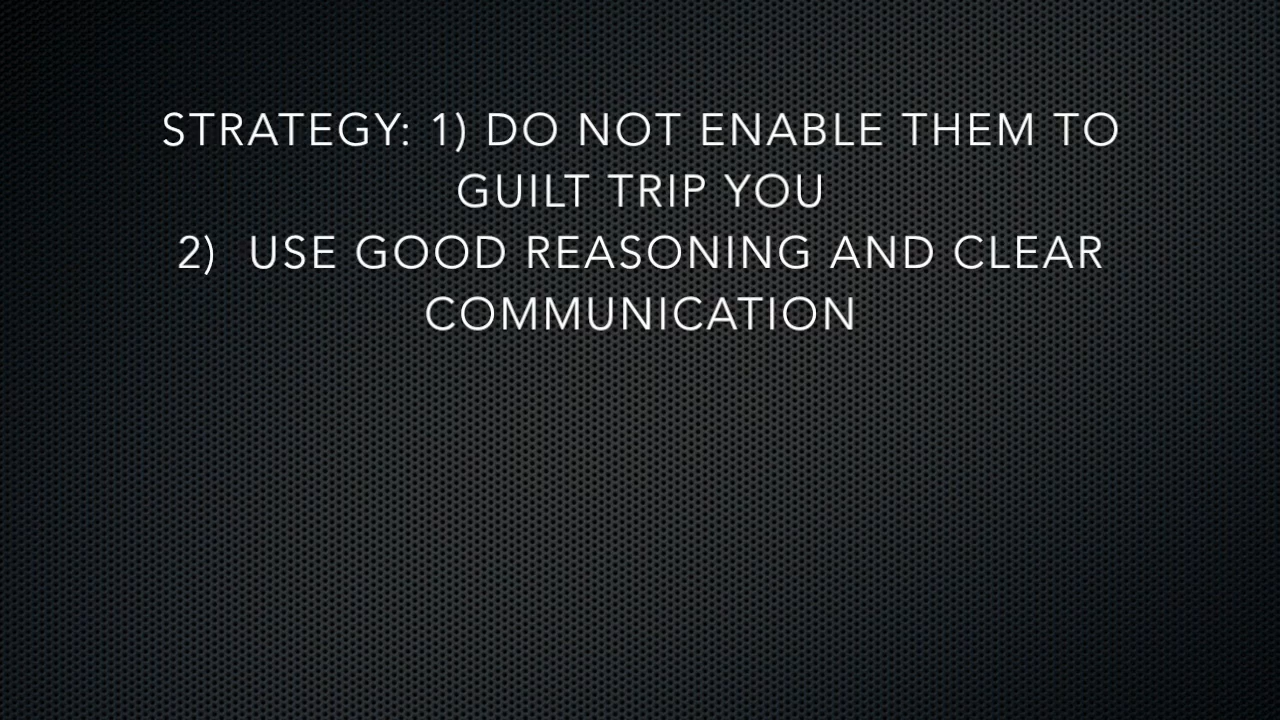 STRATEGY: 1) DO NOT ENABLE THEM TO
GUILT TRIP YOU
2) USE GOOD REASONING AND CLEAR
COMMUNICATION